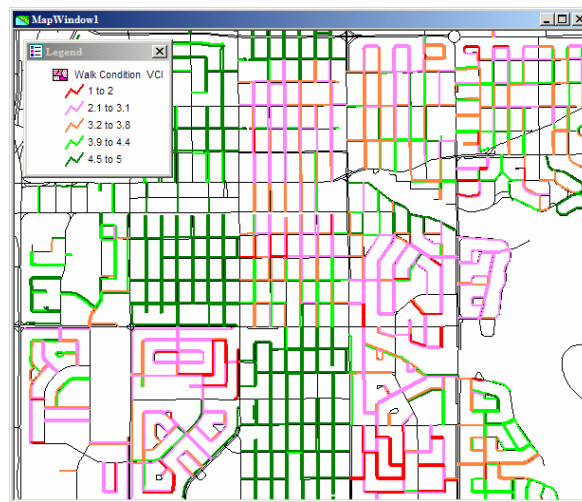 MapWindow1
Legend
Walk Condition VCI
1 to 2
2.1 to 3.1
3.2 to 3.8
3.9 to 4.4
4.5 to 5